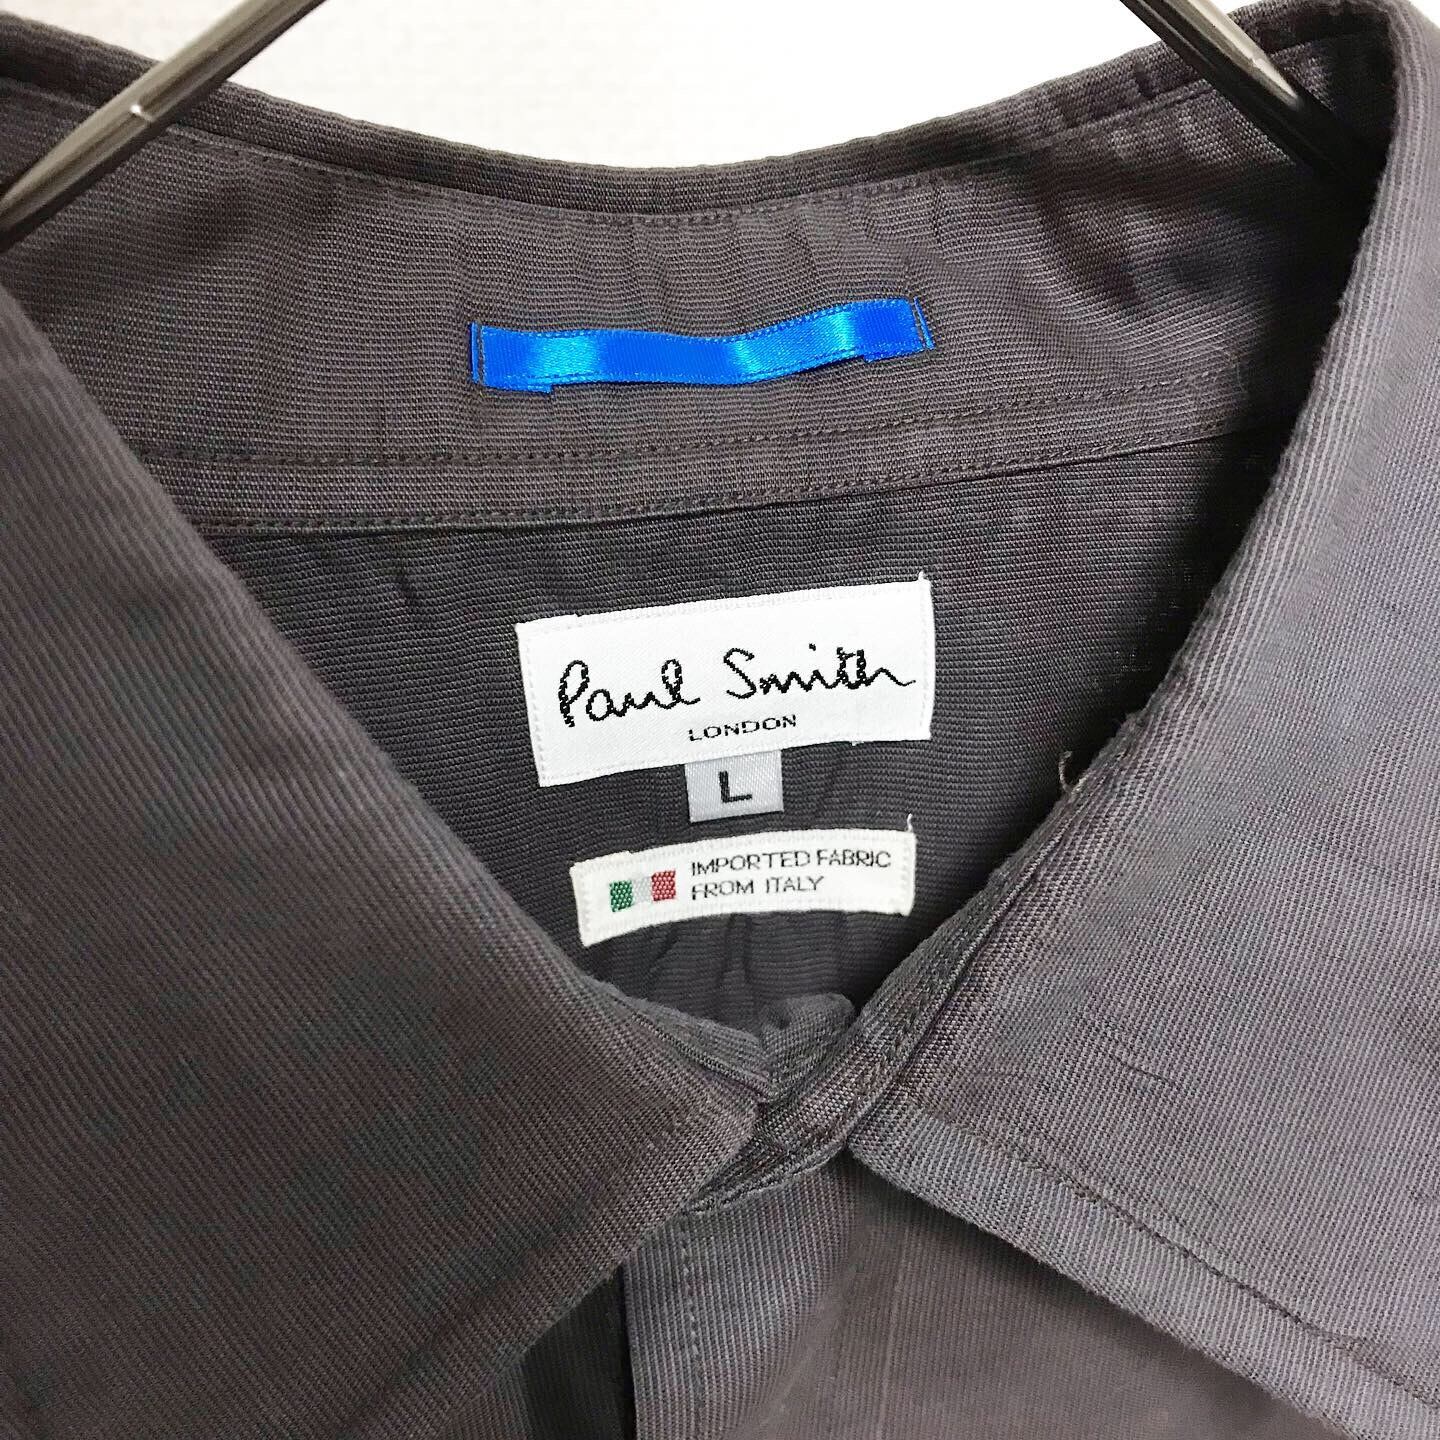 Paul Smith
LONDON
L
IMPORTED FABRIC
FROM ITALY